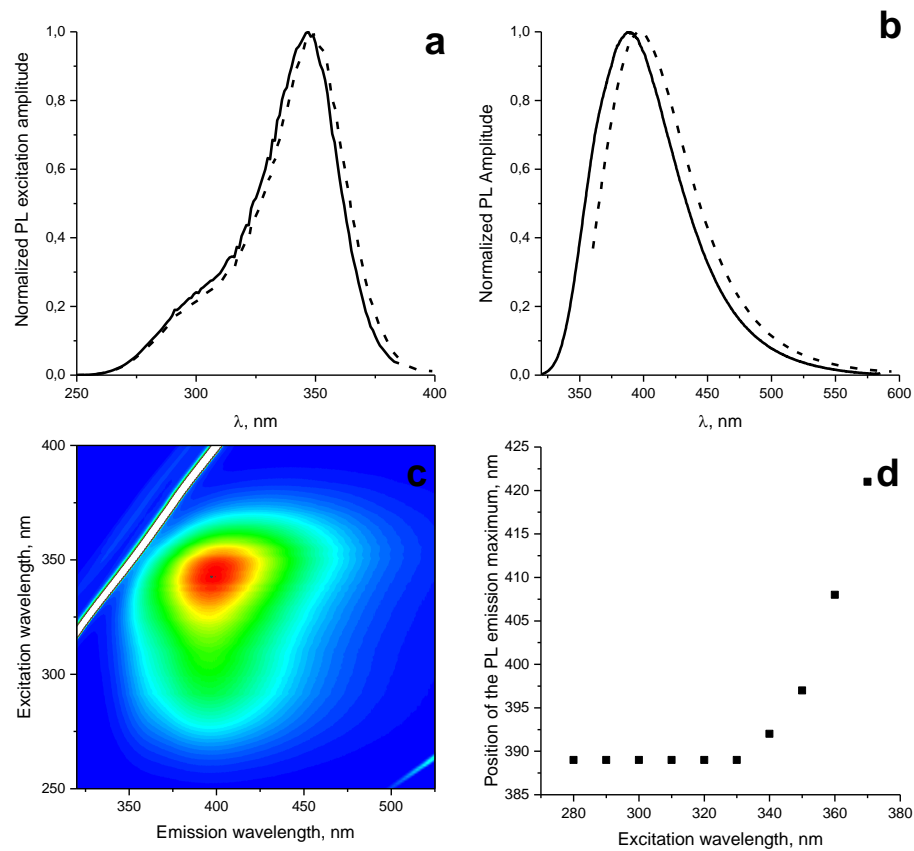 a
Normalized PL excitation amplitude
1,0
0,8
0,6
0,4
0,2
0,0
250 300 350 400
λ, nm
b
Normalized PL Amplitude
1,0
0,8
0,6
0,4
0,2
0,0
350 400 450 500 550 600
λ, nm
c
Excitation wavelength, nm
400
350
300
250
350 400 450 500
Emission wavelength, nm
d
Position of the PL emission maximum, nm
425
420
415
410
405
400
395
390
385
280 300 320 340 360 380
Excitation wavelength, nm